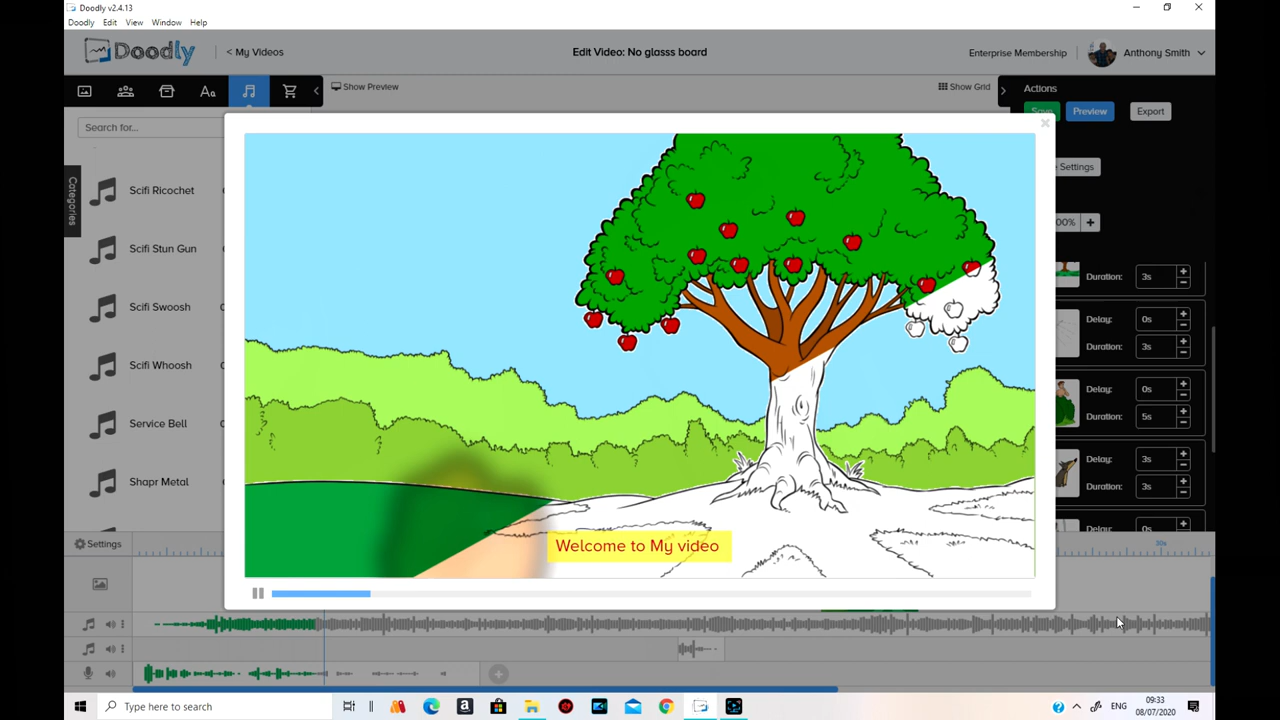 Doodly v2.4.13
Doodly Edit View Window Help
Doodly
< My Videos
Edit Video: No glasss board
Enterprise Membership
Anthony Smith
Aa
Show Preview
Show Grid
Actions
Save Preview Export
Search for...
Categories
Scifi Ricochet
Scifi Stun Gun
Scifi Swoosh
Scifi Whoosh
Service Bell
Shapr Metal
Settings
00% +
Duration: 3s
Delay: 0s
Duration: 3s
Delay: 0s
Duration: 5s
Delay: 3s
Duration: 3s
Delay: 0s
Welcome to My video
Settings
30s
Type here to search
ENG
09:33
08/07/2020